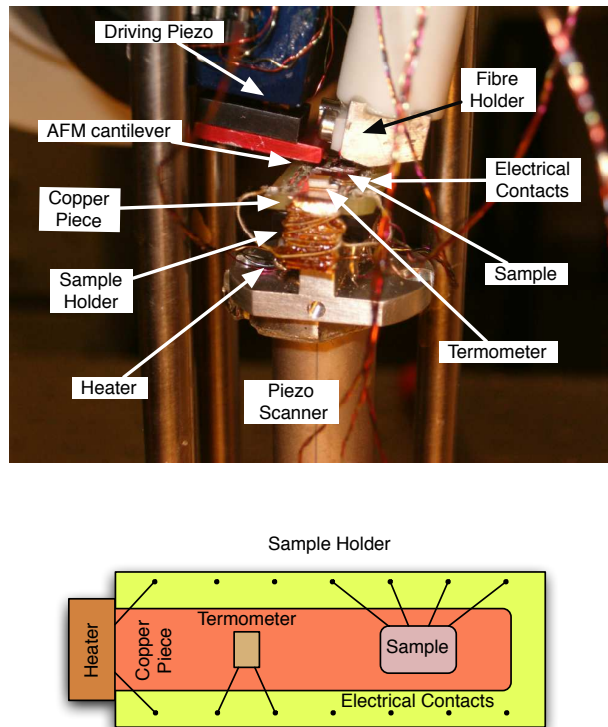 Driving Piezo
Fibre
Holder
AFM cantilever
Electrical
Contacts
Copper
Piece
Sample
Holder
Sample
Termometer
Heater
Piezo
Scanner
Sample Holder
Termometer
Heater
Copper
Piece
Sample
Electrical Contacts